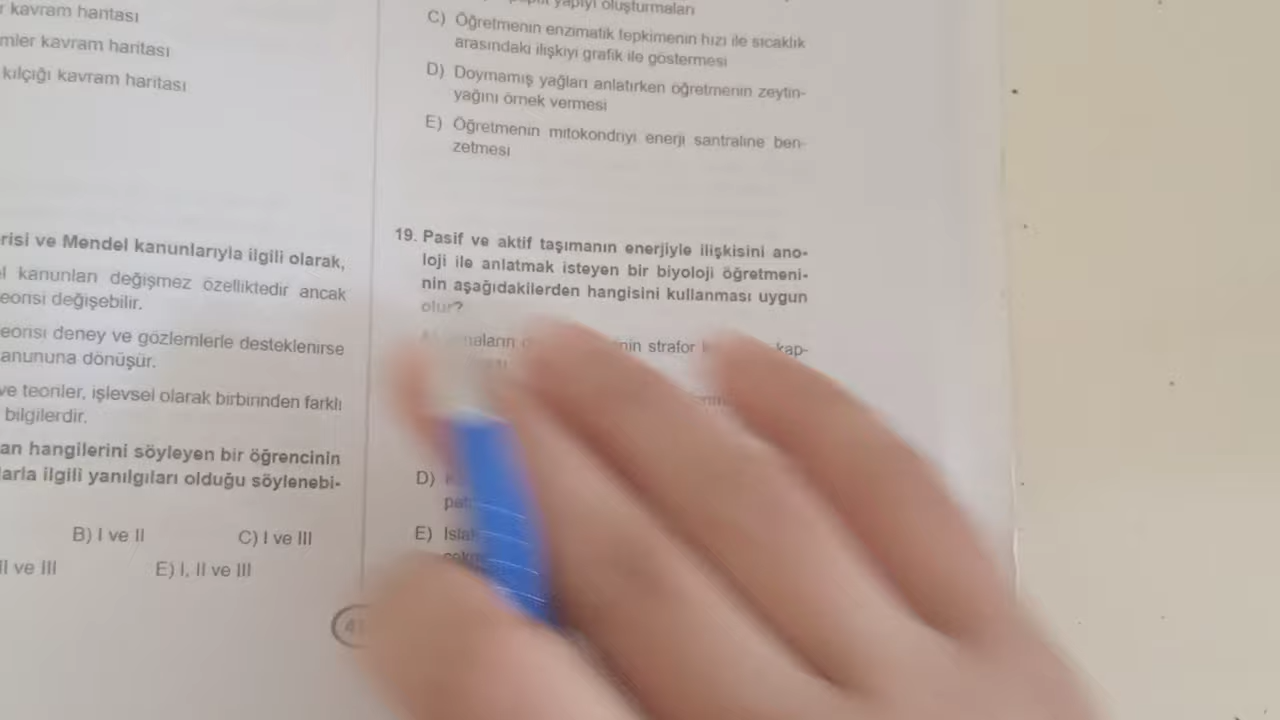 kavram haritası
mler kavram haritası
kılçığı kavram haritası
risi ve Mendel kanunlarıyla ilgili olarak,
kanunları değişmez özelliktedir ancak
eorisi değişebilir.
eorisi deney ve gözlemlerle desteklenirse
anununa dönüşür.
ve teoriler, işlevsel olarak birbirinden farklı
bilgilerdir.
an hangilerini söyleyen bir öğrencinin
larla ilgili yanılgıları olduğu söylenebi-
B) I ve II C) I ve III
II ve III E) I, II ve III
yapıyı oluşturmaları
C) Öğretmenin enzimatik tepkimenin hızı ile sıcaklık
arasındaki ilişkiyi grafik ile göstermesi
D) Doymamış yağları anlatırken öğretmenin zeytin-
yağını örnek vermesi
E) Öğretmenin mitokondriyi enerji santraline ben-
zetmesi
19. Pasif ve aktif taşımanın enerjiyle ilişkisini ano-
loji ile anlatmak isteyen bir biyoloji öğretmeni-
nin aşağıdakilerden hangisini kullanması uygun
olur?
strafor kap-
D)
E)